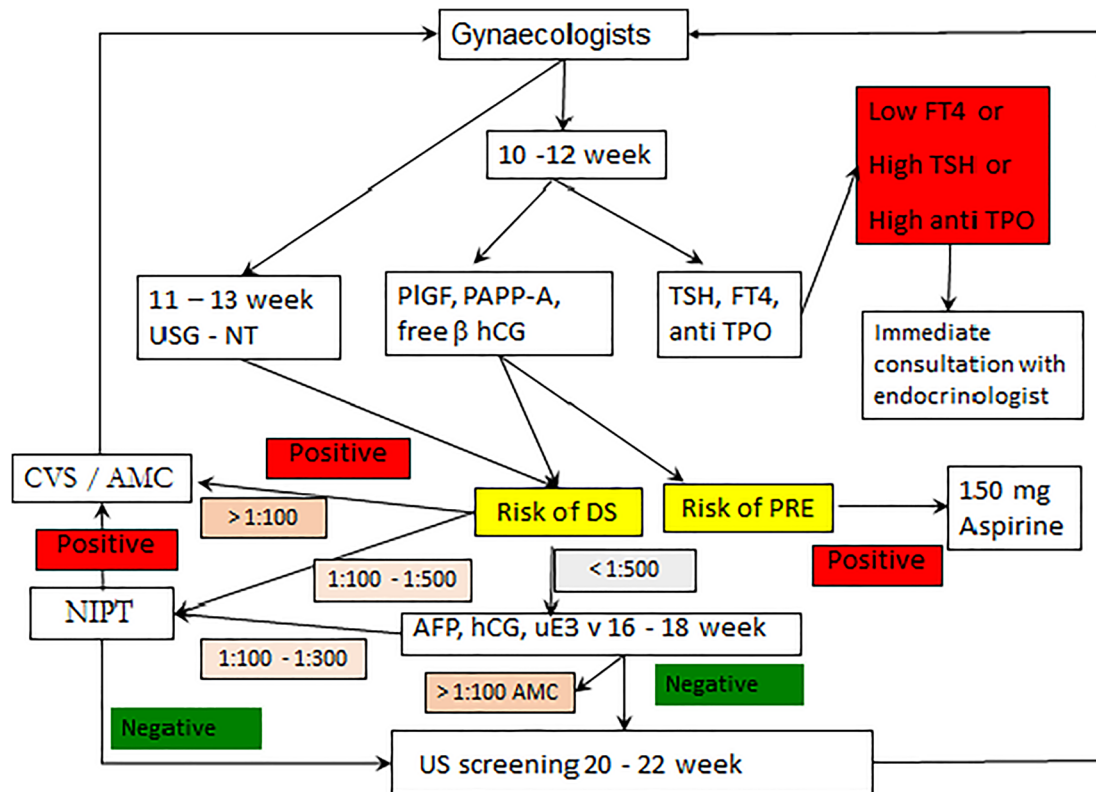 Gynaecologists
10 -12 week
Low FT4 or
High TSH or
High anti TPO
11 – 13 week
USG - NT
PlGF, PAPP-A,
free β hCG
TSH, FT4,
anti TPO
Immediate
consultation with
endocrinologist
Positive
CVS / AMC
> 1:100
Risk of DS
Risk of PRE
150 mg
Aspirine
Positive
Positive
1:100 - 1:500
< 1:500
NIPT
AFP, hCG, uE3 v 16 - 18 week
1:100 - 1:300
> 1:100 AMC
Negative
Negative
US screening 20 - 22 week